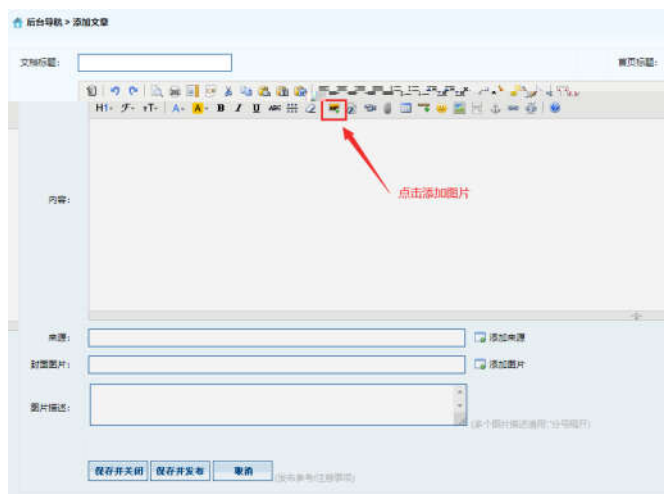 后台导航 > 添加文章
文档标题:
首页标题:
H1 F T A A B I U ABC
点击添加图片
内容:
来源:
添加来源
封面图片:
添加图片
图片描述:
(多个图片描述请用";"分号隔开)
保存并关闭 保存并发布 取消